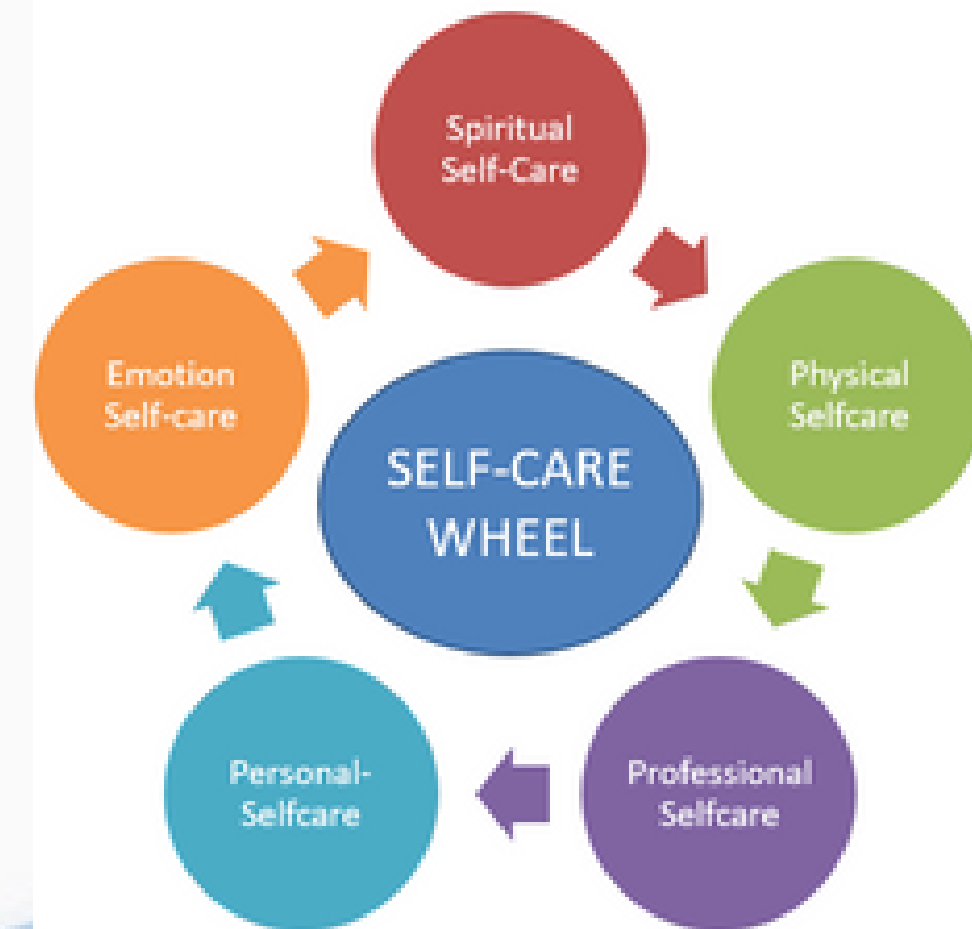 Spiritual
Self-Care
Physical
Selfcare
Professional
Selfcare
Personal-
Selfcare
Emotion
Self-care
SELF-CARE
WHEEL